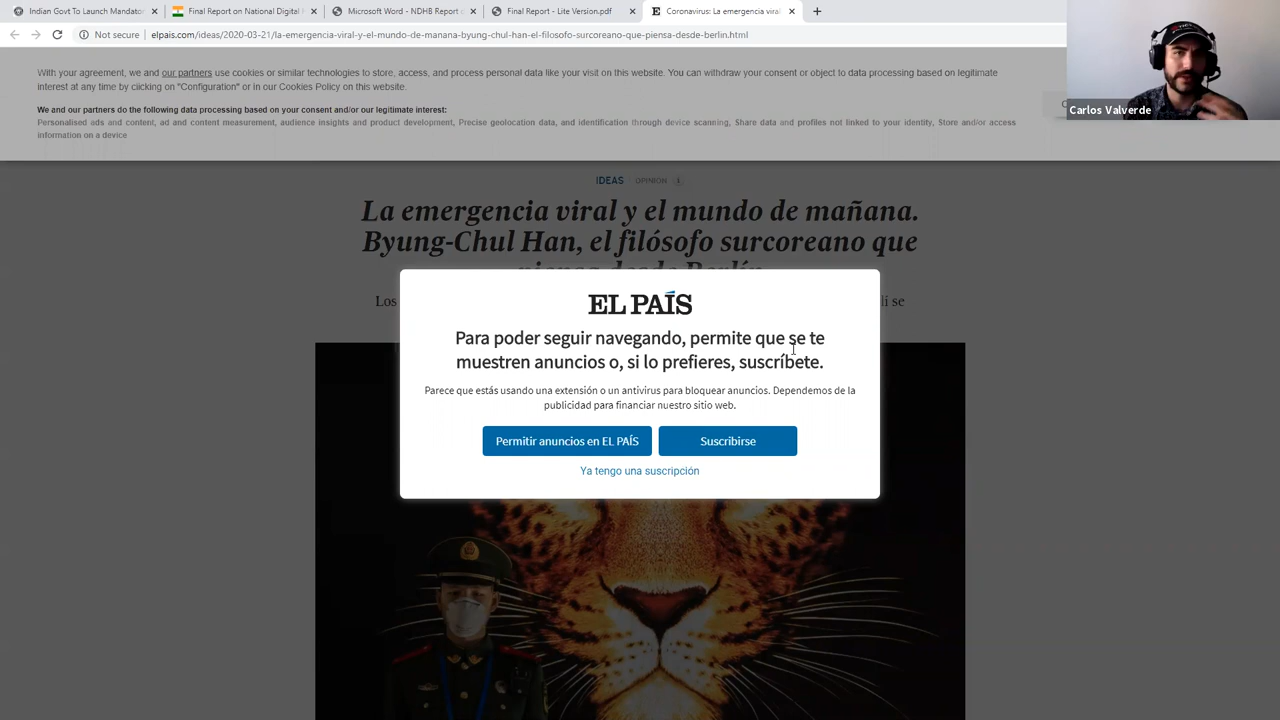 Indian Govt To Launch Mandator
Final Report on National Digital H
Microsoft Word - NDHB Report o
Final Report - Lite Version.pdf
Coronavirus: La emergencia viral
Not secure
elpais.com/ideas/2020-03-21/la-emergencia-viral-y-el-mundo-de-manana-byung-chul-han-el-filosofo-surcoreano-que-piensa-desde-berlin.html
With your agreement, we and our partners use cookies or similar technologies to store, access, and process personal data like your visit on this website. You can withdraw your consent or object to data processing based on legitimate
interest at any time by clicking on "Configuration" or in our Cookies Policy on this website.
We and our partners do the following data processing based on your consent and/or our legitimate interest:
Personalised ads and content, ad and content measurement, audience insights and product development, Precise geolocation data, and identification through device scanning, Share data and profiles not linked to your identity, Store and/or access
information on a device
Carlos Valverde
IDEAS OPINIÓN i
La emergencia viral y el mundo de mañana.
Byung-Chul Han, el filósofo surcoreano que
piensa desde Berlín
Los
lí se
EL PAÍS
Para poder seguir navegando, permite que se te
muestren anuncios o, si lo prefieres, suscríbete.
Parece que estás usando una extensión o un antivirus para bloquear anuncios. Dependemos de la
publicidad para financiar nuestro sitio web.
Permitir anuncios en EL PAÍS
Suscribirse
Ya tengo una suscripción